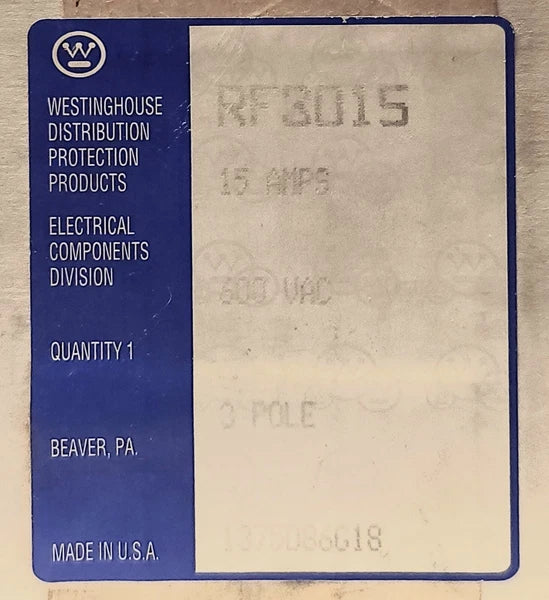 W
WESTINGHOUSE
DISTRIBUTION
PROTECTION
PRODUCTS
ELECTRICAL
COMPONENTS
DIVISION
QUANTITY 1
BEAVER, PA.
MADE IN U.S.A.
RF3015
15 AMPS
600 VAC
3 POLE